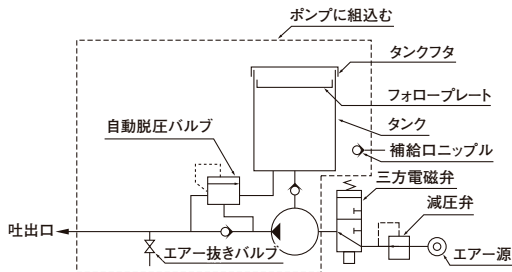 ポンプに組込む
タンクフタ
フォロープレート
タンク
自動脱圧バルブ
補給口ニップル
三方電磁弁
減圧弁
吐出口
エアー抜きバルブ
エアー源